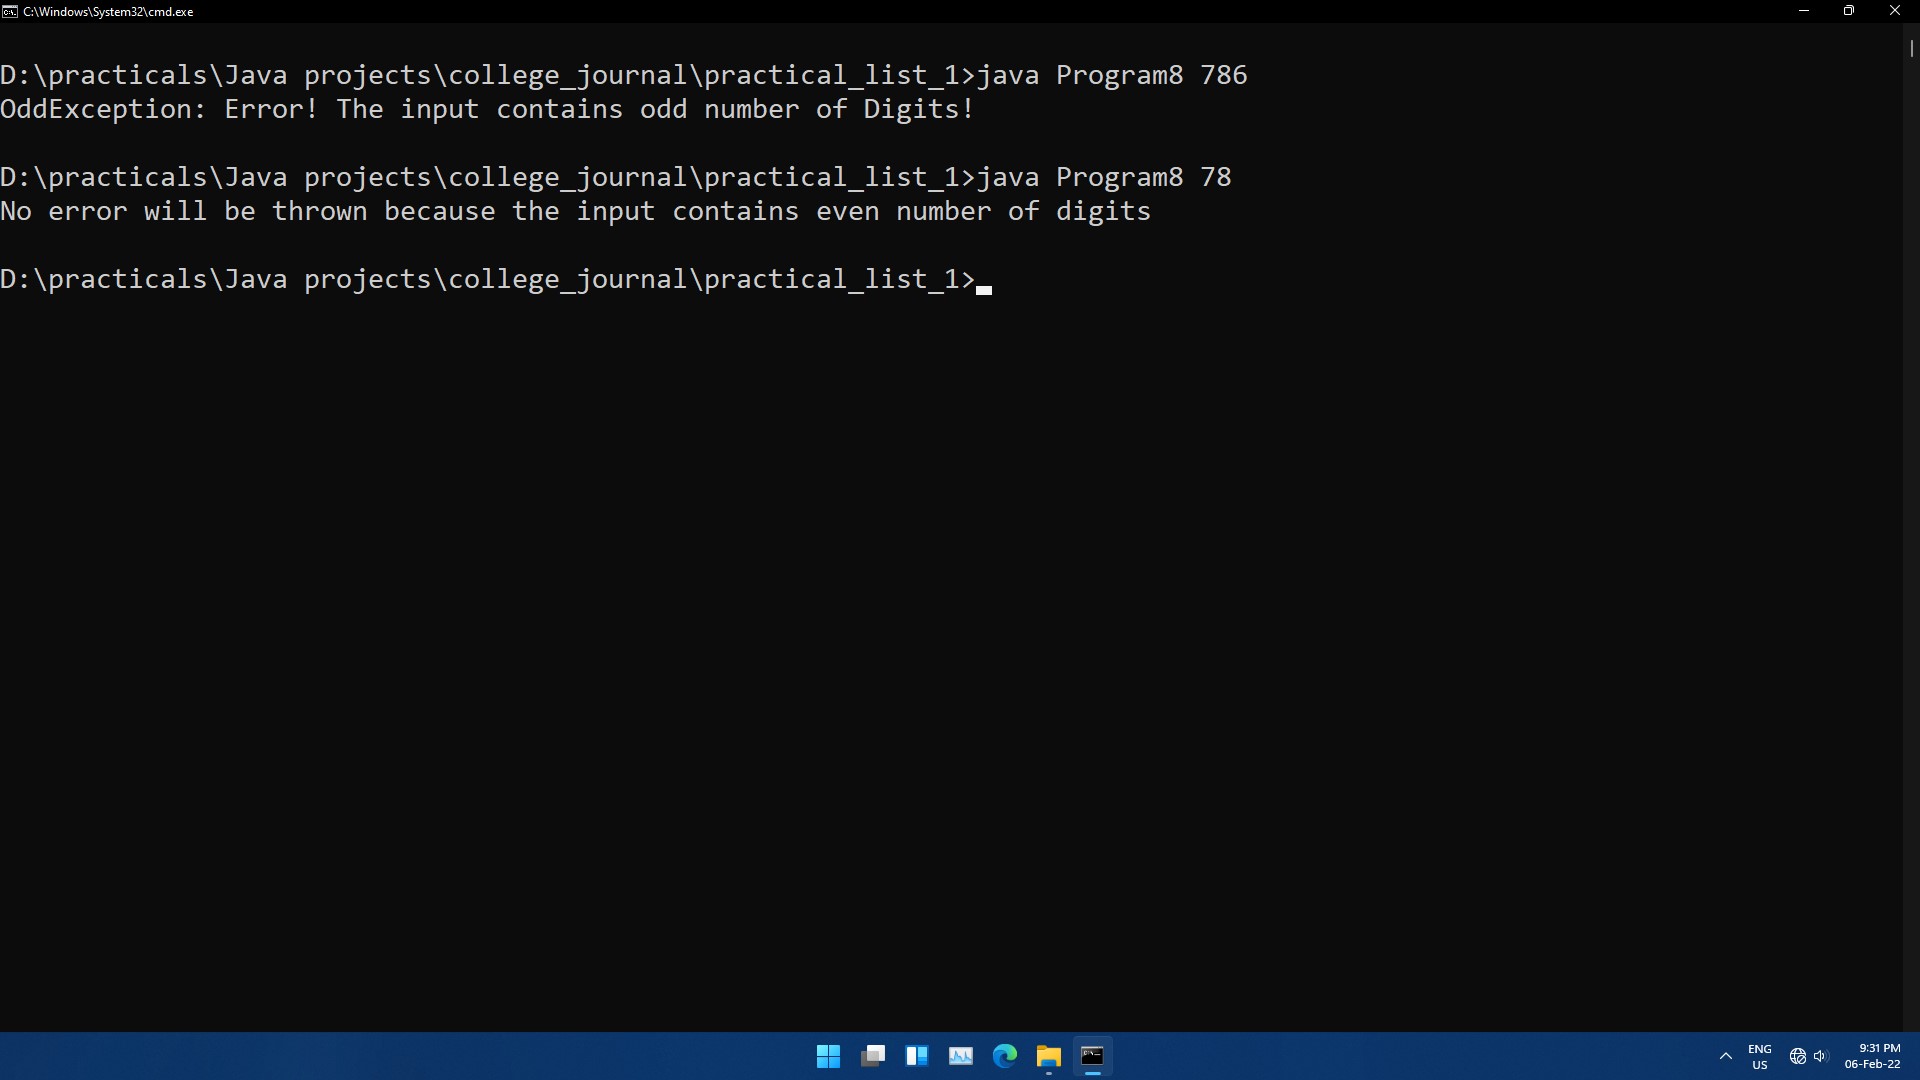 C:\Windows\System32\cmd.exe
D:\practicals\Java projects\college_journal\practical_list_1>java Program8 786
OddException: Error! The input contains odd number of Digits!
D:\practicals\Java projects\college_journal\practical_list_1>java Program8 78
No error will be thrown because the input contains even number of digits
D:\practicals\Java projects\college_journal\practical_list_1>
ENG
US
9:31 PM
06-Feb-22